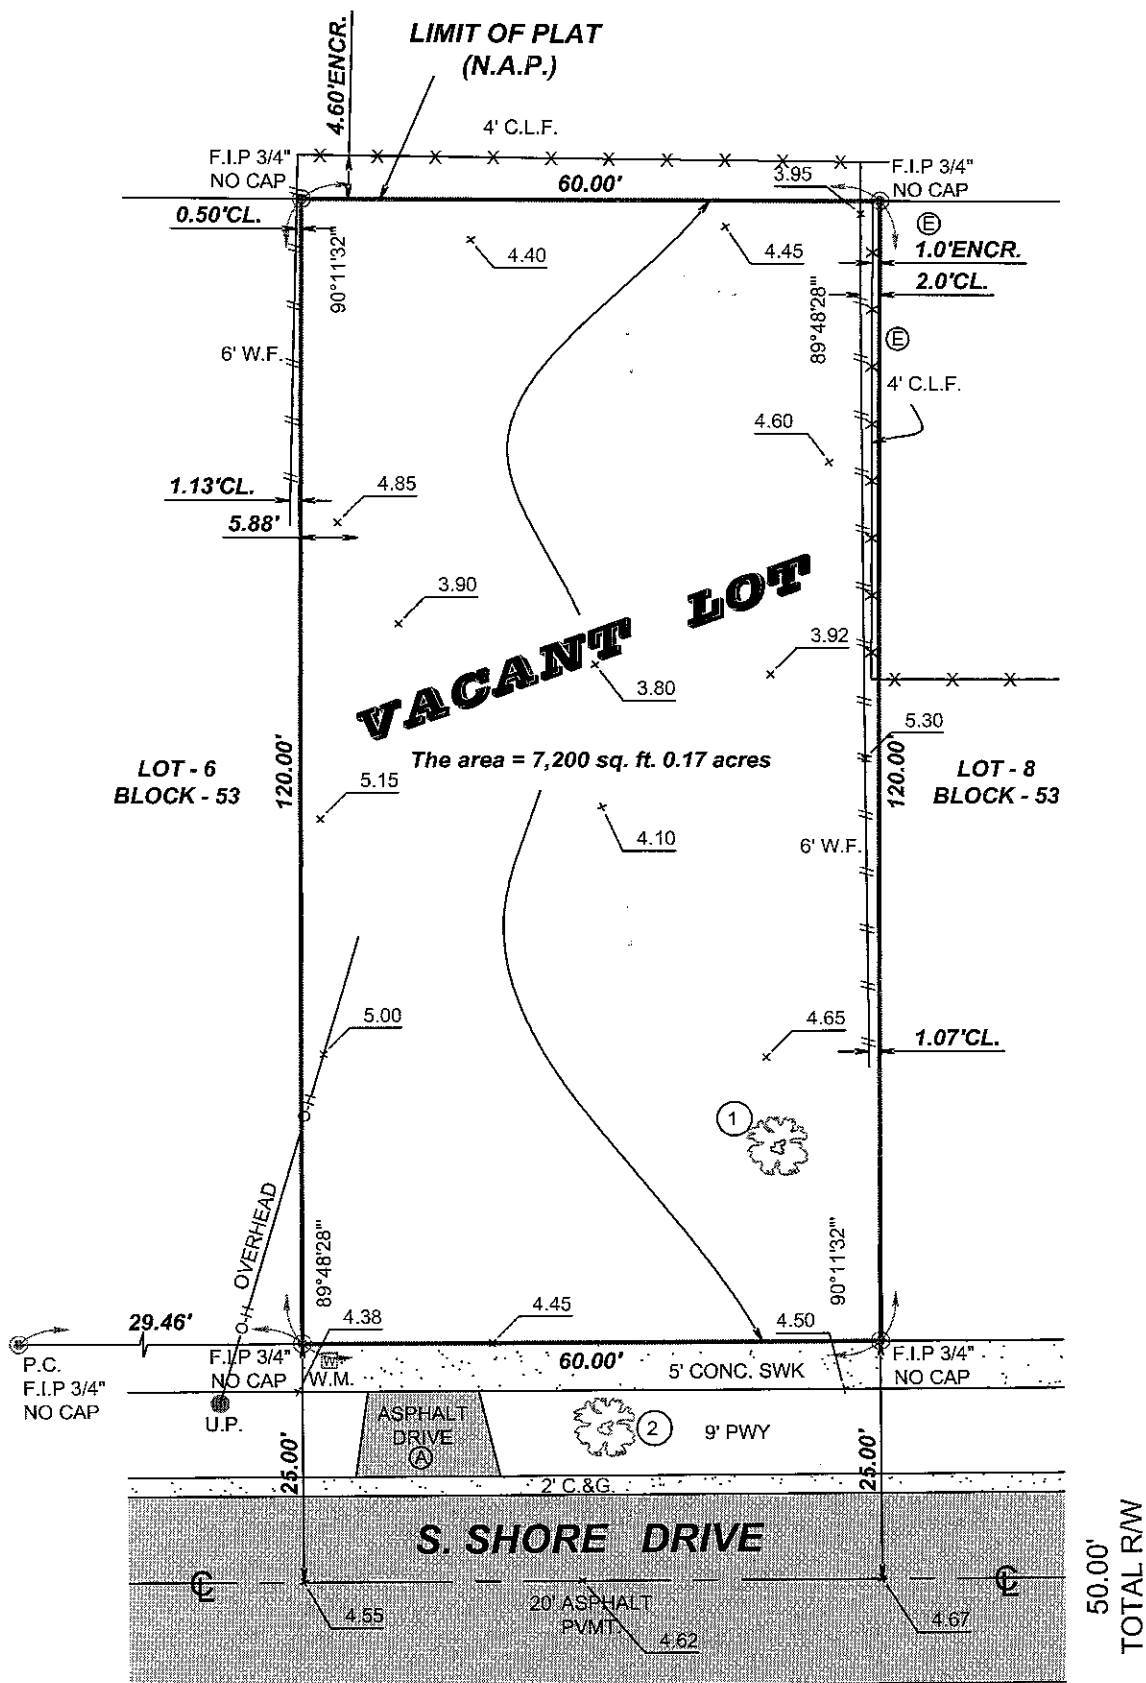 LIMIT OF PLAT
(N.A.P.)
4.60'ENCR.
4' C.L.F.
F.I.P 3/4"
NO CAP
60.00'
3.95
F.I.P 3/4"
NO CAP
0.50'CL.
90°11'32"
4.40
4.45
E
1.0'ENCR.
2.0'CL.
89°48'28"'
6' W.F.
E
4' C.L.F.
4.60
1.13'CL.
4.85
5.88'
3.90
VACANT LOT
3.92
3.80
5.30
The area = 7,200 sq. ft. 0.17 acres
LOT - 6
BLOCK - 53
120.00'
120.00'
LOT - 8
BLOCK - 53
5.15
4.10
6' W.F.
5.00
4.65
1.07'CL.
1
OVERHEAD
89°48'28"'
90°11'32"'
29.46'
4.38
4.45
4.50
P.C.
F.I.P 3/4"
NO CAP
F.I.P 3/4"
NO CAP
W
W.M.
60.00'
5' CONC. SWK
F.I.P 3/4"
NO CAP
U.P.
ASPHALT
DRIVE
A
2
9' PWY
25.00'
25.00'
2' C.&G.
S. SHORE DRIVE
50.00'
TOTAL R/W
CL
CL
4.55
20' ASPHALT
PVMT.
4.62
4.67